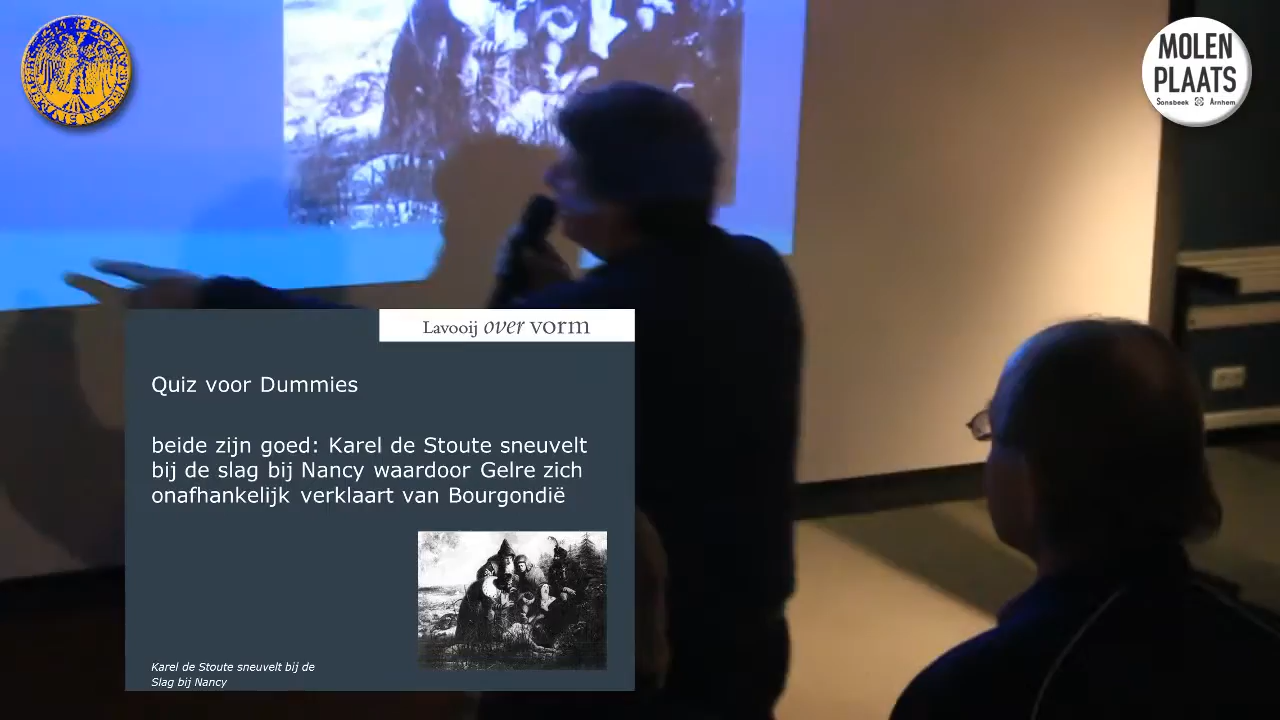 MOLEN
PLAATS
Sonsbeek Arnhem
Lavooij over vorm
Quiz voor Dummies
beide zijn goed: Karel de Stoute sneuvelt
bij de slag bij Nancy waardoor Gelre zich
onafhankelijk verklaart van Bourgondië
Karel de Stoute sneuvelt bij de
Slag bij Nancy